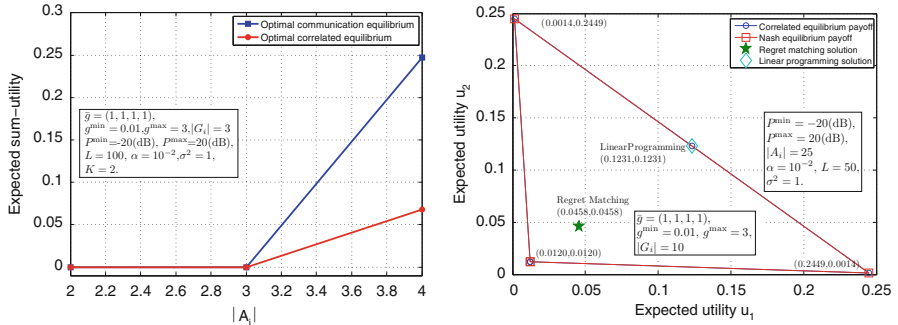 Optimal communication equilibrium
Optimal correlated equilibrium
0.3
0.25
0.2
0.15
0.1
0.05
0
Expected sum−utility
ḡ = (1, 1, 1, 1),
g^min = 0.01, g^max = 3, |G_i| = 3
P^min=-20(dB), P^max=20(dB),
L = 100, α = 10^−2, σ^2 = 1,
K = 2.
2 2.2 2.4 2.6 2.8 3 3.2 3.4 3.6 3.8 4
| A_i |
Correlated equilibrium payoff
Nash equilibrium payoff
Regret matching solution
Linear programming solution
0.25
0.2
0.15
0.1
0.05
0
Expected utility u_2
(0.0014,0.2449)
P^min = −20(dB),
P^max = 20(dB),
|A_i| = 25
α = 10^−2, L = 50,
σ^2 = 1.
LinearProgramming
(0.1231,0.1231)
Regret Matching
(0.0458,0.0458)
ḡ = (1, 1, 1, 1),
g^min = 0.01, g^max = 3,
|G_i| = 10
(0.0120,0.0120)
(0.2449,0.0014)
0 0.05 0.10 0.15 0.20 0.25
Expected utility u_1